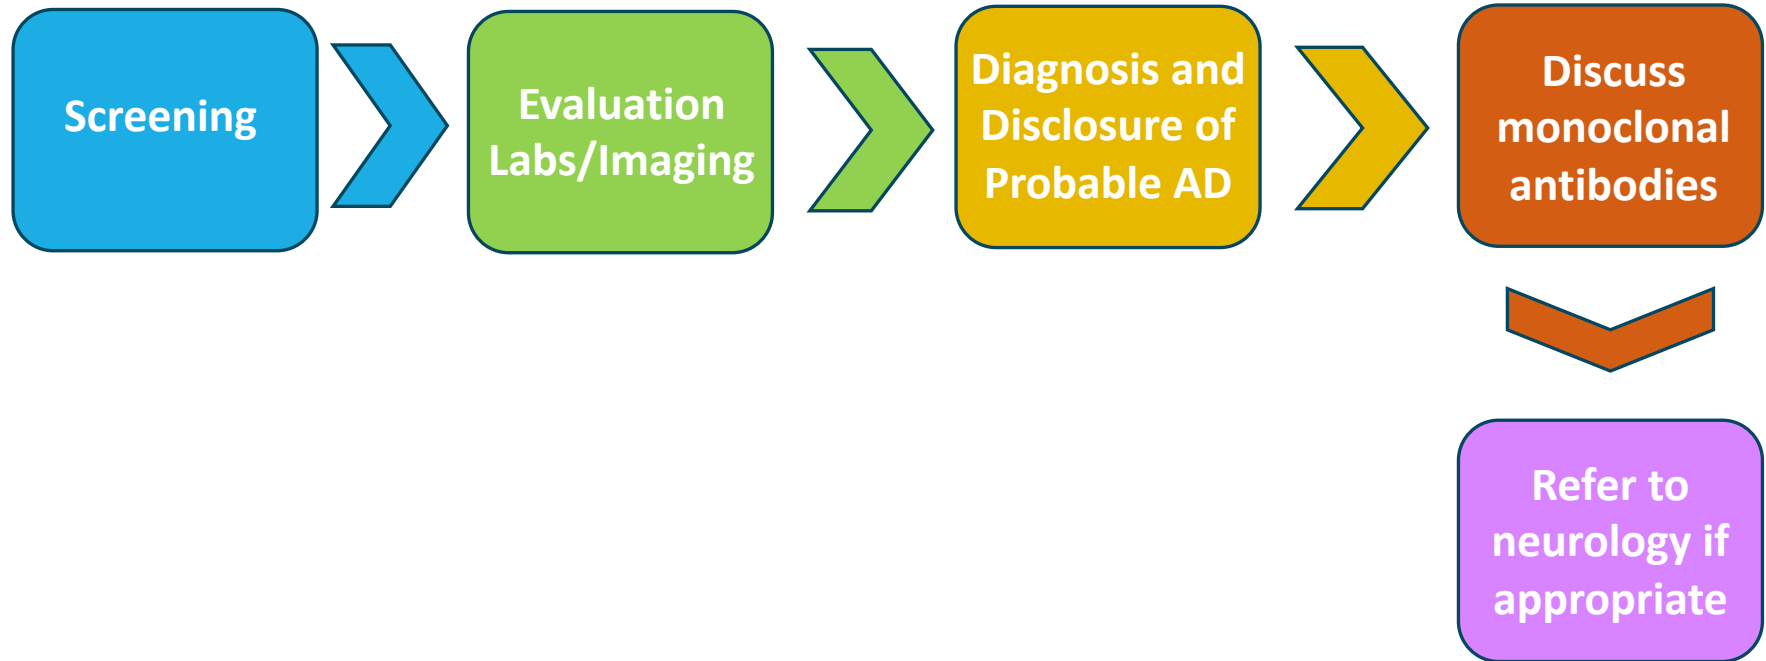 Screening
Evaluation
Labs/Imaging
Diagnosis and
Disclosure of
Probable AD
Discuss
monoclonal
antibodies
Refer to
neurology if
appropriate